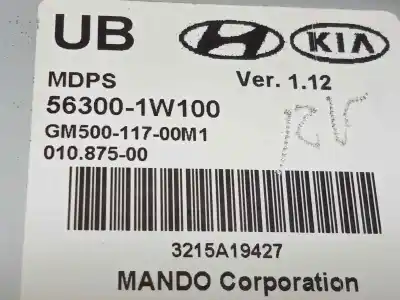 UB
KIA
MDPS
Ver. 1.12
56300-1W100
GM500-117-00M1
010.875-00
3215A19427
MANDO Corporation